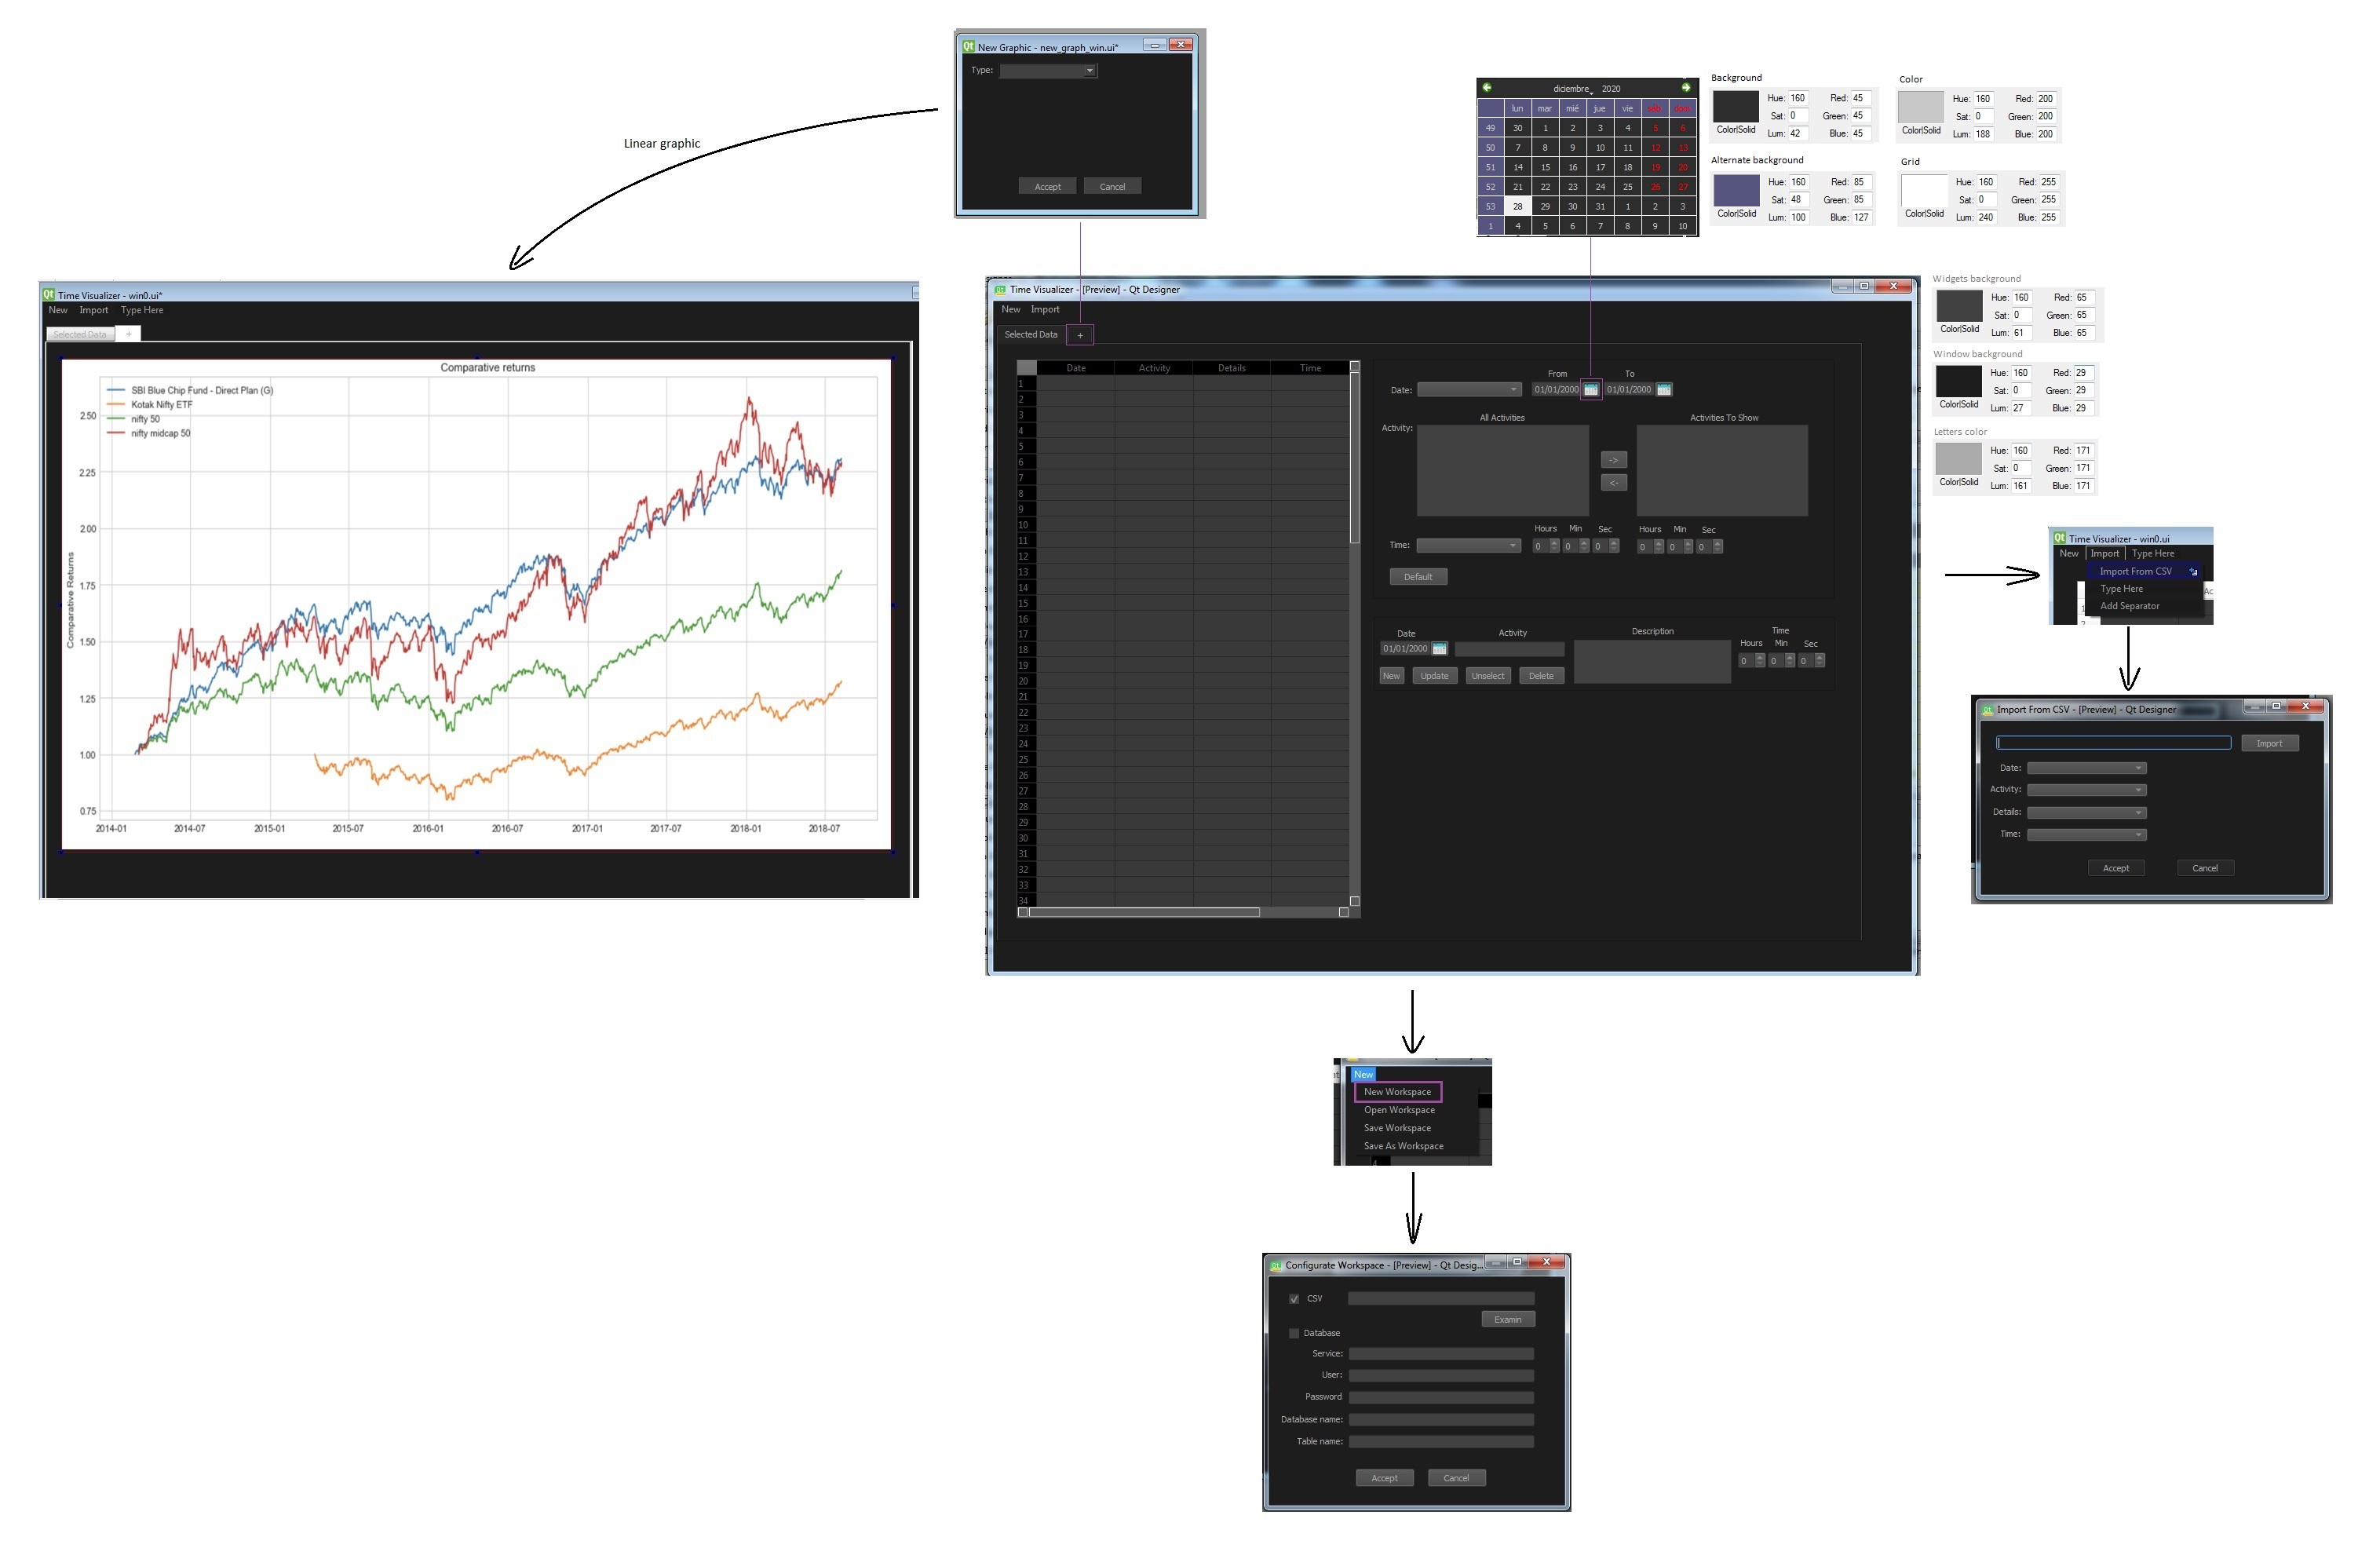 New Graphic - new_graph_win.ui*
Type:
Accept Cancel
Linear graphic
diciembre, 2020
lun mar mié jue vie sáb dom
49 30 1 2 3 4 5 6
50 7 8 9 10 11 12 13
51 14 15 16 17 18 19 20
52 21 22 23 24 25 26 27
53 28 29 30 31 1 2 3
1 4 5 6 7 8 9 10
Background
Hue: 160 Red: 45
Sat: 0 Green: 45
Color|Solid Lum: 42 Blue: 45
Color
Hue: 160 Red: 200
Sat: 0 Green: 200
Color|Solid Lum: 188 Blue: 200
Alternate background
Hue: 160 Red: 85
Sat: 48 Green: 85
Color|Solid Lum: 100 Blue: 127
Grid
Hue: 160 Red: 255
Sat: 0 Green: 255
Color|Solid Lum: 240 Blue: 255
Time Visualizer - win0.ui*
New Import Type Here
Selected Data +
Comparative returns
SBI Blue Chip Fund - Direct Plan (G)
Kotak Nifty ETF
nifty 50
nifty midcap 50
Comparative Returns
2.50
2.25
2.00
1.75
1.50
1.25
1.00
0.75
2014-01 2014-07 2015-01 2015-07 2016-01 2016-07 2017-01 2017-07 2018-01 2018-07
Time Visualizer - [Preview] - Qt Designer
New Import
Selected Data +
Date Activity Details Time
1
2
3
4
5
6
7
8
9
10
11
12
13
14
15
16
17
18
19
20
21
22
23
24
25
26
27
28
29
30
31
32
33
34
From To
Date: 01/01/2000 01/01/2000
All Activities Activities To Show
Activity:
->
<-
Hours Min Sec Hours Min Sec
Time: 0 0 0 0 0 0
Default
Date Activity Description Time
Hours Min Sec
01/01/2000
0 0 0
New Update Unselect Delete
Widgets background
Hue: 160 Red: 65
Sat: 0 Green: 65
Color|Solid Lum: 61 Blue: 65
Window background
Hue: 160 Red: 29
Sat: 0 Green: 29
Color|Solid Lum: 27 Blue: 29
Letters color
Hue: 160 Red: 171
Sat: 0 Green: 171
Color|Solid Lum: 161 Blue: 171
Time Visualizer - win0.ui
New Import Type Here
Import From CSV
Type Here
Add Separator
Import From CSV - [Preview] - Qt Designer
Import
Date:
Activity:
Details:
Time:
Accept Cancel
New
New Workspace
Open Workspace
Save Workspace
Save As Workspace
Configurate Workspace - [Preview] - Qt Desig...
CSV
Examin
Database
Service:
User:
Password
Database name:
Table name:
Accept Cancel